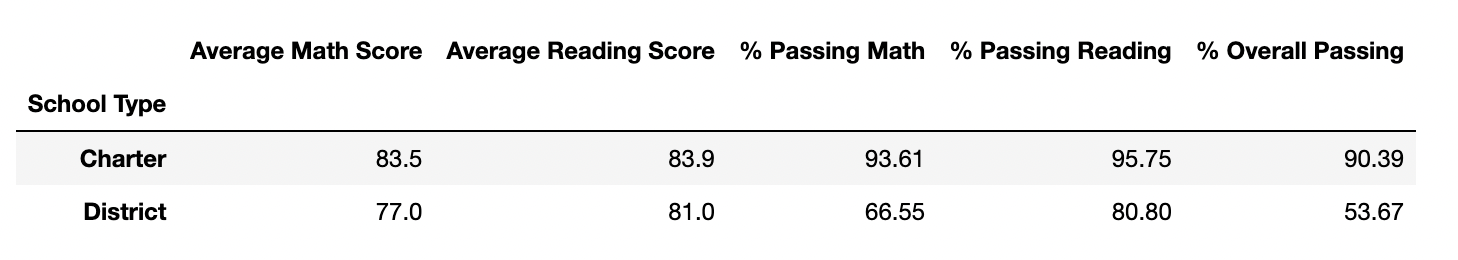 Average Math Score Average Reading Score % Passing Math % Passing Reading % Overall Passing
School Type
Charter 83.5 83.9 93.61 95.75 90.39
District 77.0 81.0 66.55 80.80 53.67